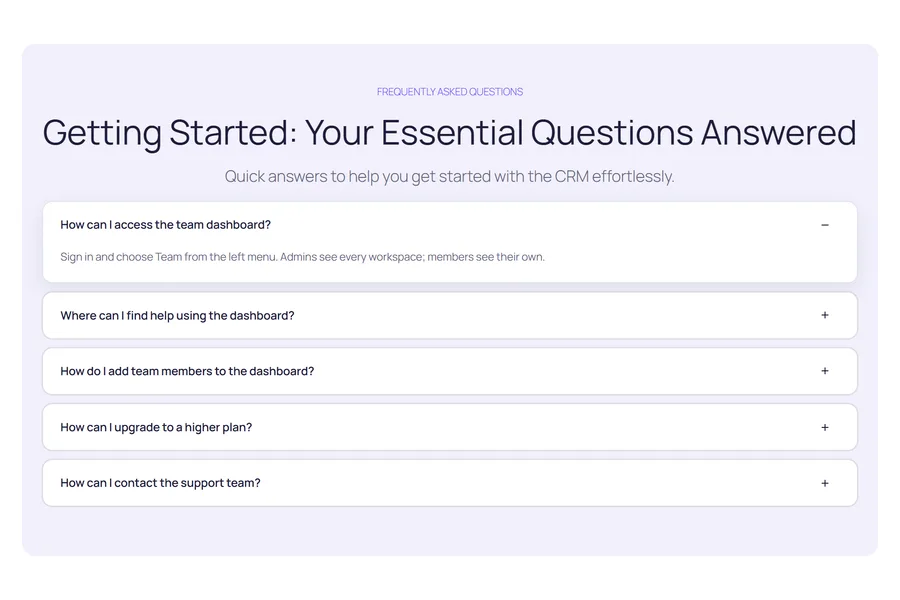 FREQUENTLY ASKED QUESTIONS
Getting Started: Your Essential Questions Answered
Quick answers to help you get started with the CRM effortlessly.
How can I access the team dashboard?
Sign in and choose Team from the left menu. Admins see every workspace; members see their own.
Where can I find help using the dashboard?
How do I add team members to the dashboard?
How can I upgrade to a higher plan?
How can I contact the support team?